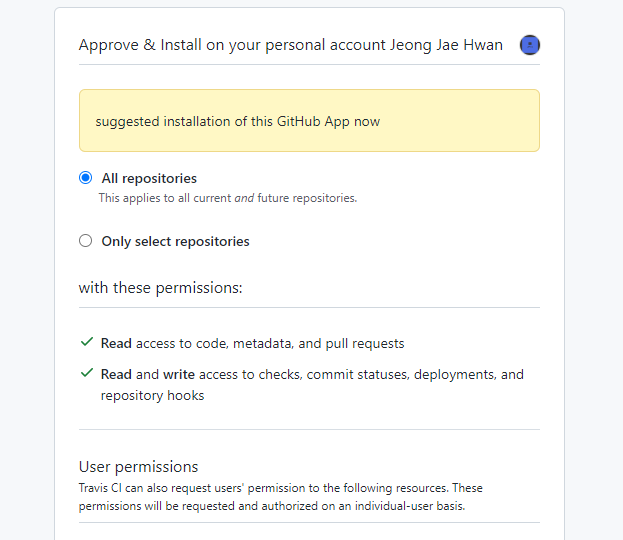 Approve & Install on your personal account Jeong Jae Hwan
suggested installation of this GitHub App now
All repositories
This applies to all current and future repositories.
Only select repositories
with these permissions:
Read access to code, metadata, and pull requests
Read and write access to checks, commit statuses, deployments, and
repository hooks
User permissions
Travis CI can also request users' permission to the following resources. These
permissions will be requested and authorized on an individual-user basis.